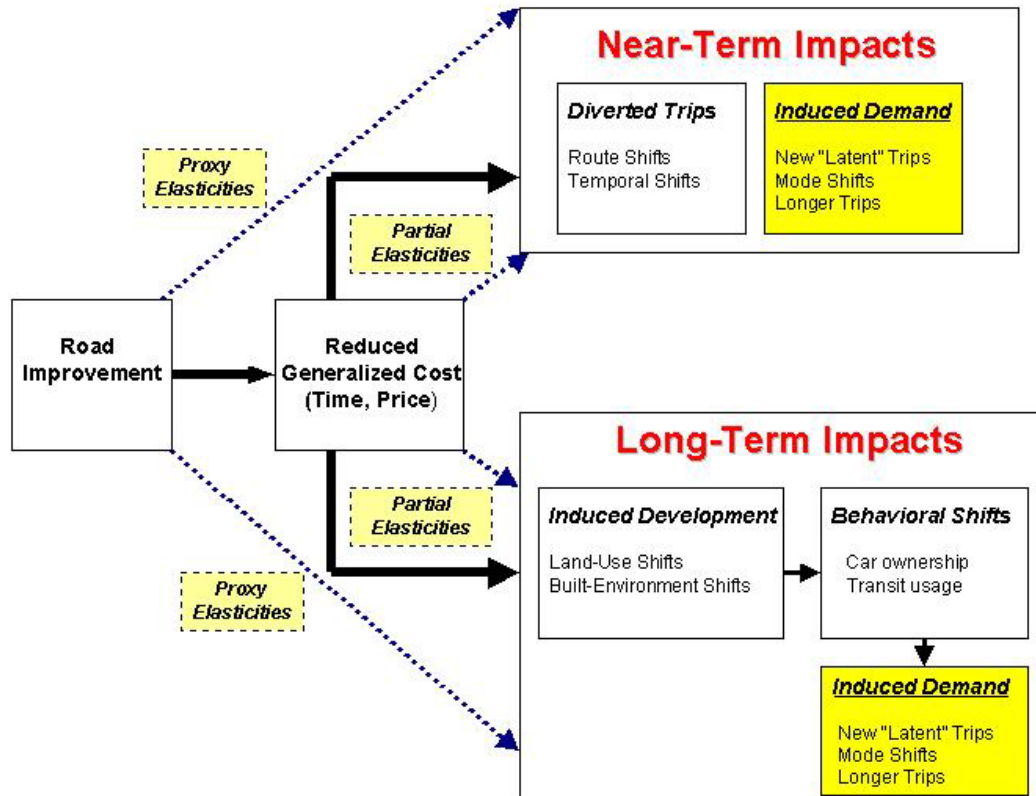 Near-Term Impacts
Diverted Trips
Route Shifts
Temporal Shifts
Induced Demand
New "Latent" Trips
Mode Shifts
Longer Trips
Proxy
Elasticities
Partial
Elasticities
Road
Improvement
Reduced
Generalized Cost
(Time, Price)
Partial
Elasticities
Proxy
Elasticities
Long-Term Impacts
Induced Development
Land-Use Shifts
Built-Environment Shifts
Behavioral Shifts
Car ownership
Transit usage
Induced Demand
New "Latent" Trips
Mode Shifts
Longer Trips